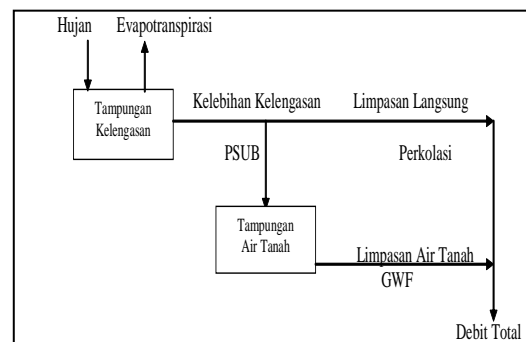 Hujan Evapotranspirasi
Tampungan
Kelengasan
Kelebihan Kelengasan
Limpasan Langsung
PSUB
Perkolasi
Tampungan
Air Tanah
Limpasan Air Tanah
GWF
Debit Total